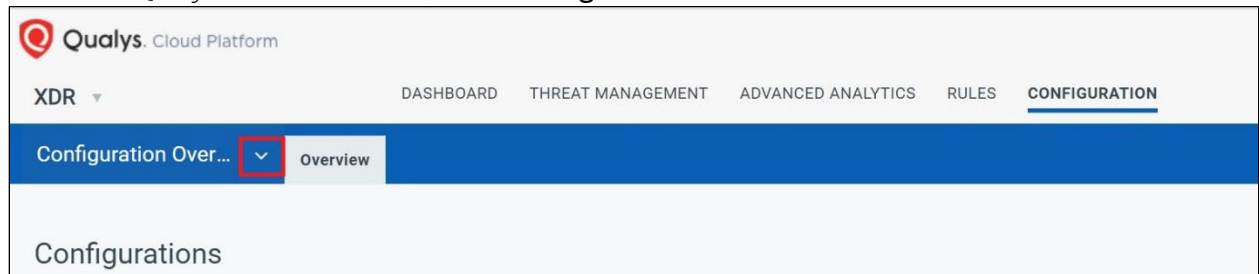 Qualys. Cloud Platform
XDR DASHBOARD THREAT MANAGEMENT ADVANCED ANALYTICS RULES CONFIGURATION
Configuration Over... Overview
Configurations